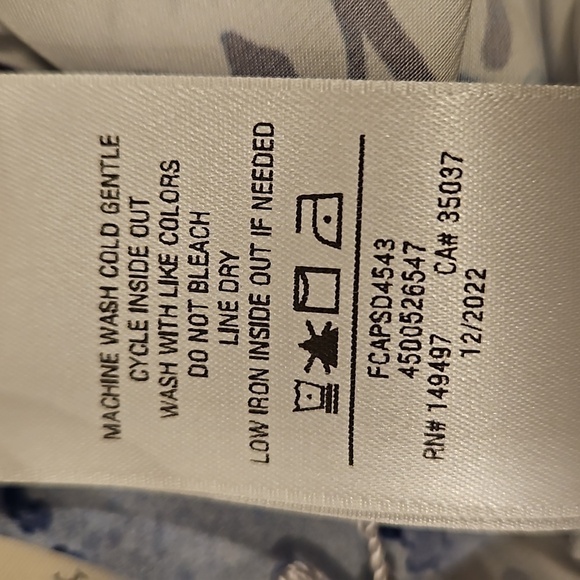 MACHINE WASH COLD GENTLE
CYCLE INSIDE OUT
WASH WITH LIKE COLORS
DO NOT BLEACH
LINE DRY
LOW IRON INSIDE OUT IF NEEDED
FCAPSD4543
4500526547
RN# 149497 CA# 35037
12/2022